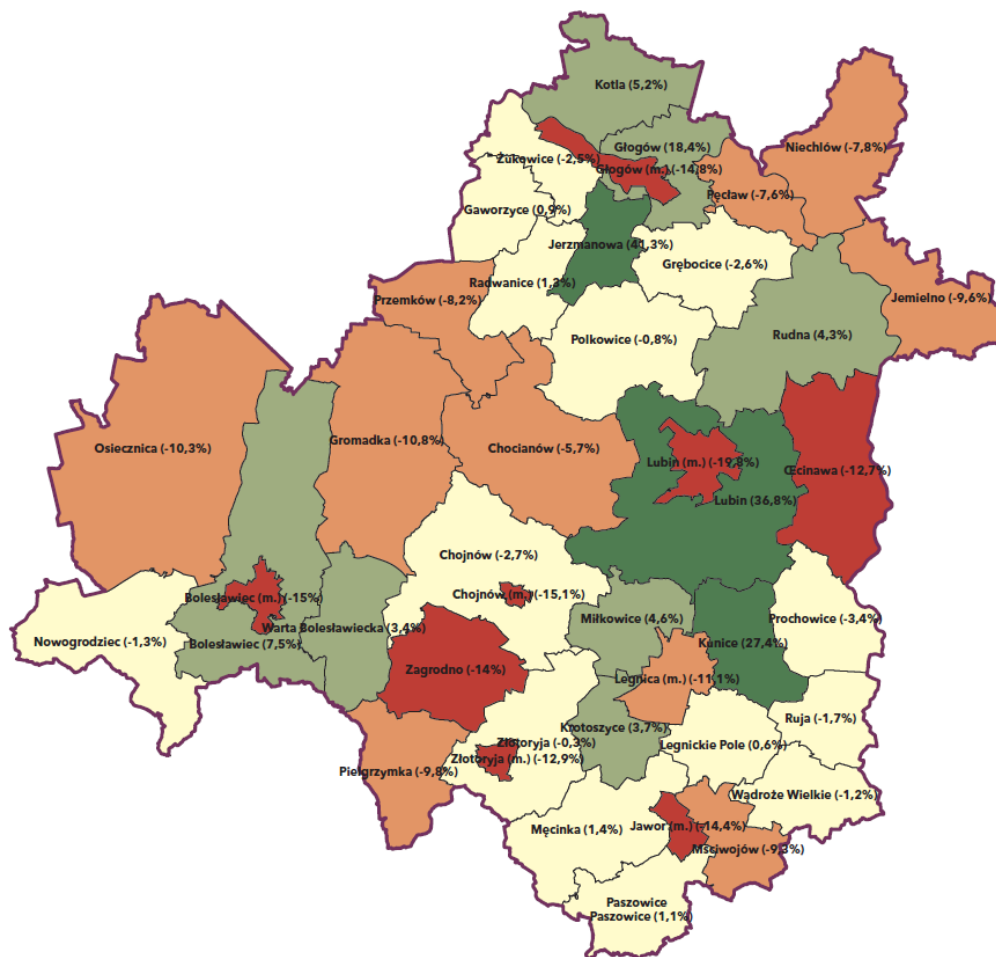 Kotla (5,2%)
Głogów (18,4%)
Niechlów (-7,8%)
Żukowice (-2,5%)
Głogów (m.) (-14,8%)
Pęcław (-7,6%)
Gaworzyce (0,9%)
Jerzmanowa (41,3%)
Grębocice (-2,6%)
Radwanice (1,3%)
Przemków (-8,2%)
Jemielno (-9,6%)
Rudna (4,3%)
Polkowice (-0,8%)
Osiecznica (-10,3%)
Gromadka (-10,8%)
Chocianów (-5,7%)
Lubin (m.) (-19,8%)
Œcinawa (-12,7%)
Lubin (36,8%)
Chojnów (-2,7%)
Chojnów (m.) (-15,1%)
Bolesławiec (m.) (-15%)
Miłkowice (4,6%)
Prochowice (-3,4%)
Warta Bolesławiecka (3,4%)
Nowogrodziec (-1,3%)
Bolesławiec (7,5%)
Kunice (27,4%)
Zagrodno (-14%)
Legnica (m.) (-11,1%)
Ruja (-1,7%)
Krotoszyce (3,7%)
Złotoryja (-0,3%)
Legnickie Pole (0,6%)
Złotoryja (m.) (-12,9%)
Pielgrzymka (-9,8%)
Wądroże Wielkie (-1,2%)
Męcinka (1,4%)
Jawor (m.) (-14,4%)
Mściwojów (-9,3%)
Paszowice
Paszowice (1,1%)